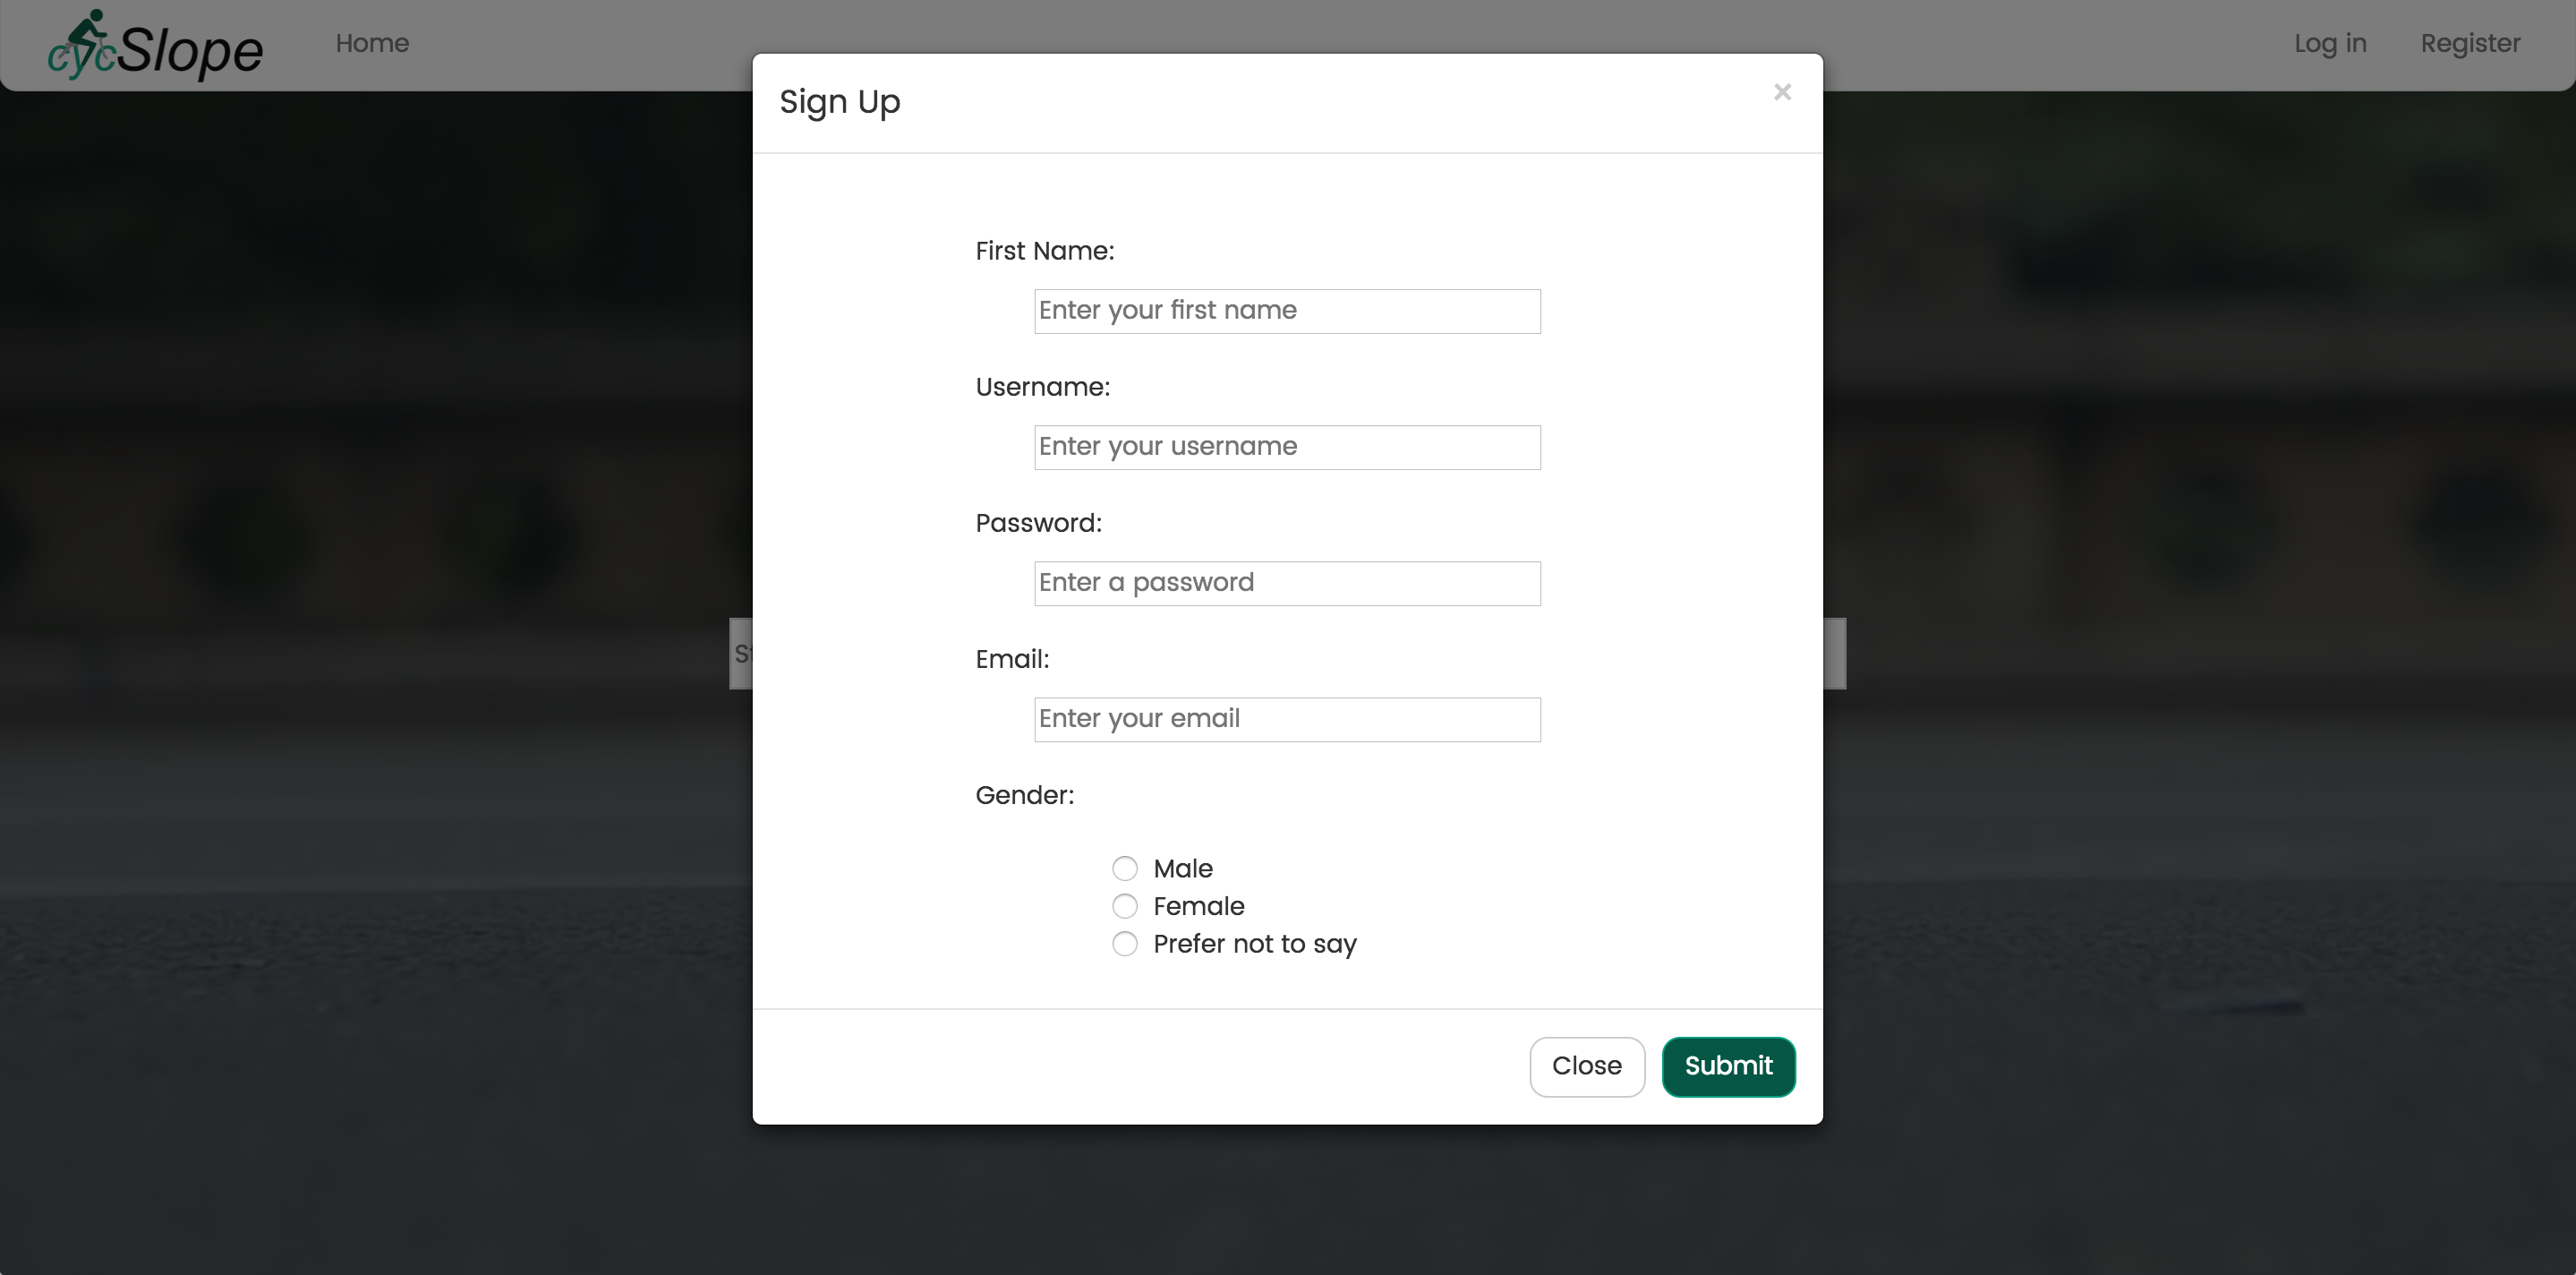 cycSlope
Home
Log in
Register
Sign Up
×
First Name:
Enter your first name
Username:
Enter your username
Password:
Enter a password
Email:
Enter your email
Gender:
Male
Female
Prefer not to say
Close
Submit